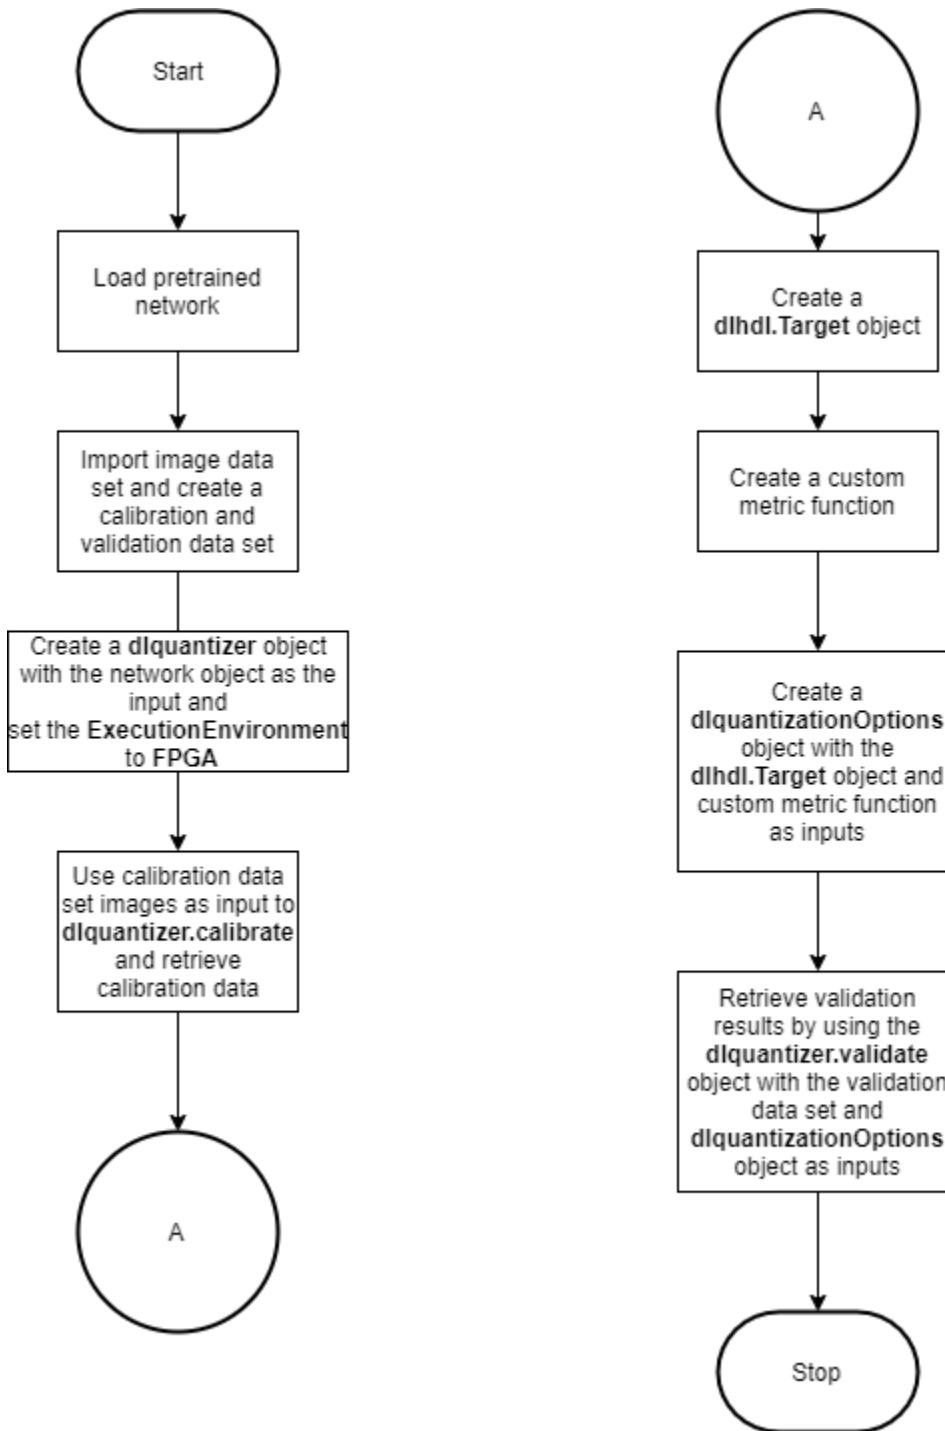 Start
Load pretrained
network
Import image data
set and create a
calibration and
validation data set
Create a dlquantizer object
with the network object as the
input and
set the ExecutionEnvironment
to FPGA
Use calibration data
set images as input to
dlquantizer.calibrate
and retrieve
calibration data
A
A
Create a
dlhdl.Target object
Create a custom
metric function
Create a
dlquantizationOptions
object with the
dlhdl.Target object and
custom metric function
as inputs
Retrieve validation
results by using the
dlquantizer.validate
object with the validation
data set and
dlquantizationOptions
object as inputs
Stop